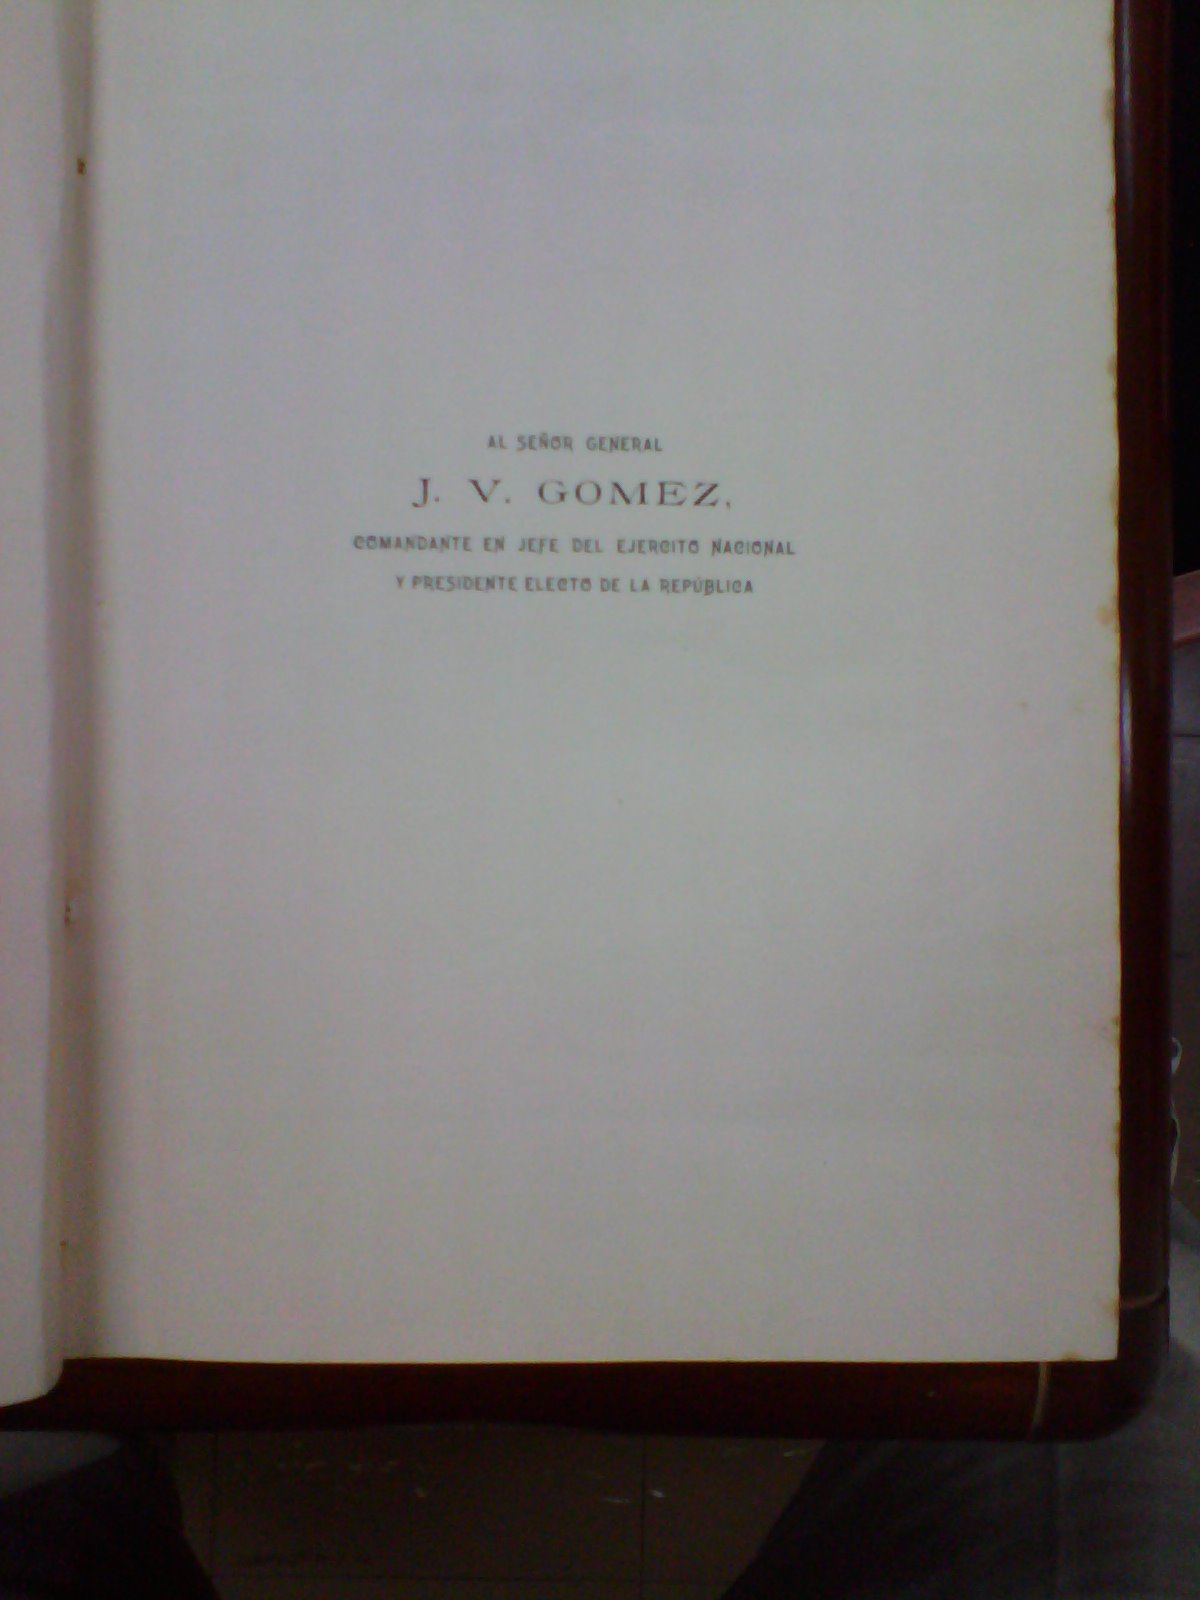 AL SEÑOR GENERAL
J. V. GOMEZ,
COMANDANTE EN JEFE DEL EJERCITO NACIONAL
Y PRESIDENTE ELECTO DE LA REPÚBLICA